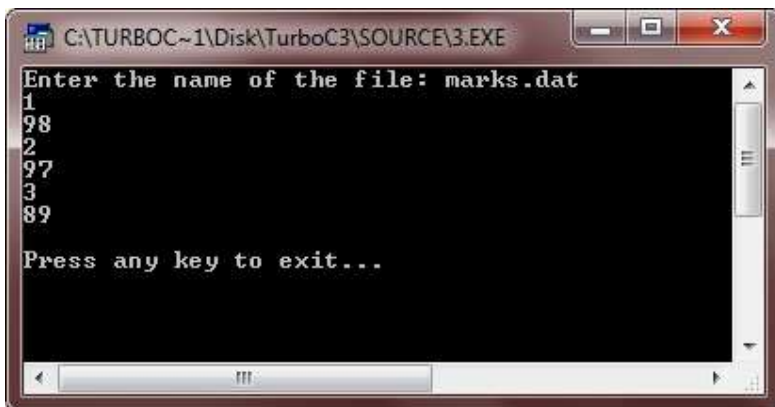 C:\TURBOC~1\Disk\TurboC3\SOURCE\3.EXE
Enter the name of the file: marks.dat
1
98
2
97
3
89
Press any key to exit...